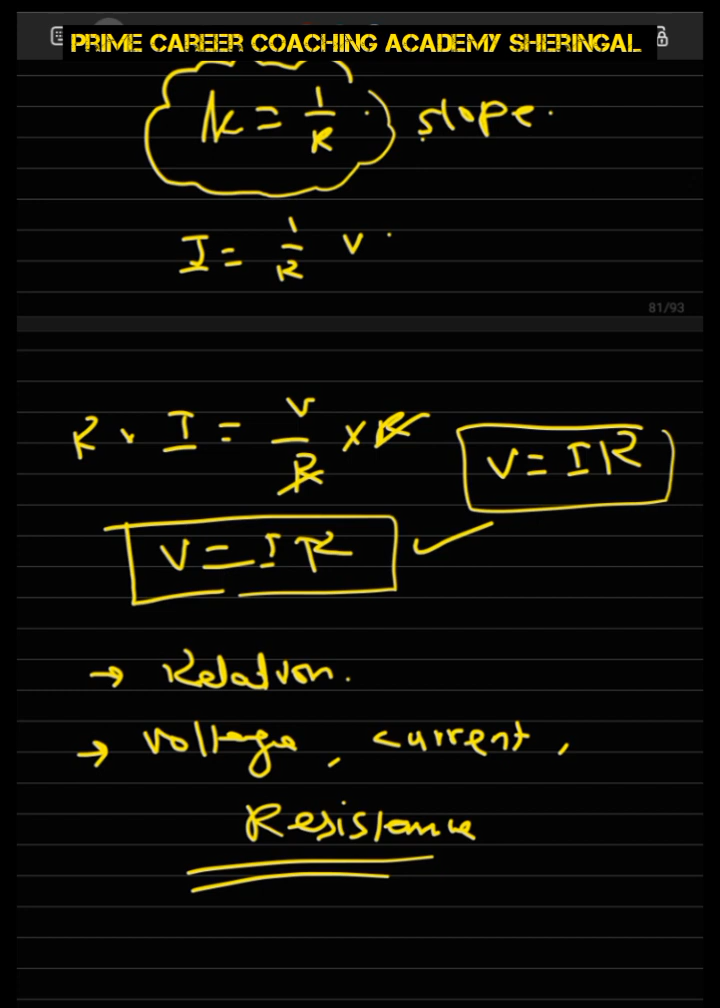 PRIME CAREER COACHING ACADEMY SHERINGAL
K = 1/R slope.
I = 1/R V.
81/93
R × I = V/R × R
V = IR
V = IR
→ Relation.
→ Voltage, current,
Resistance